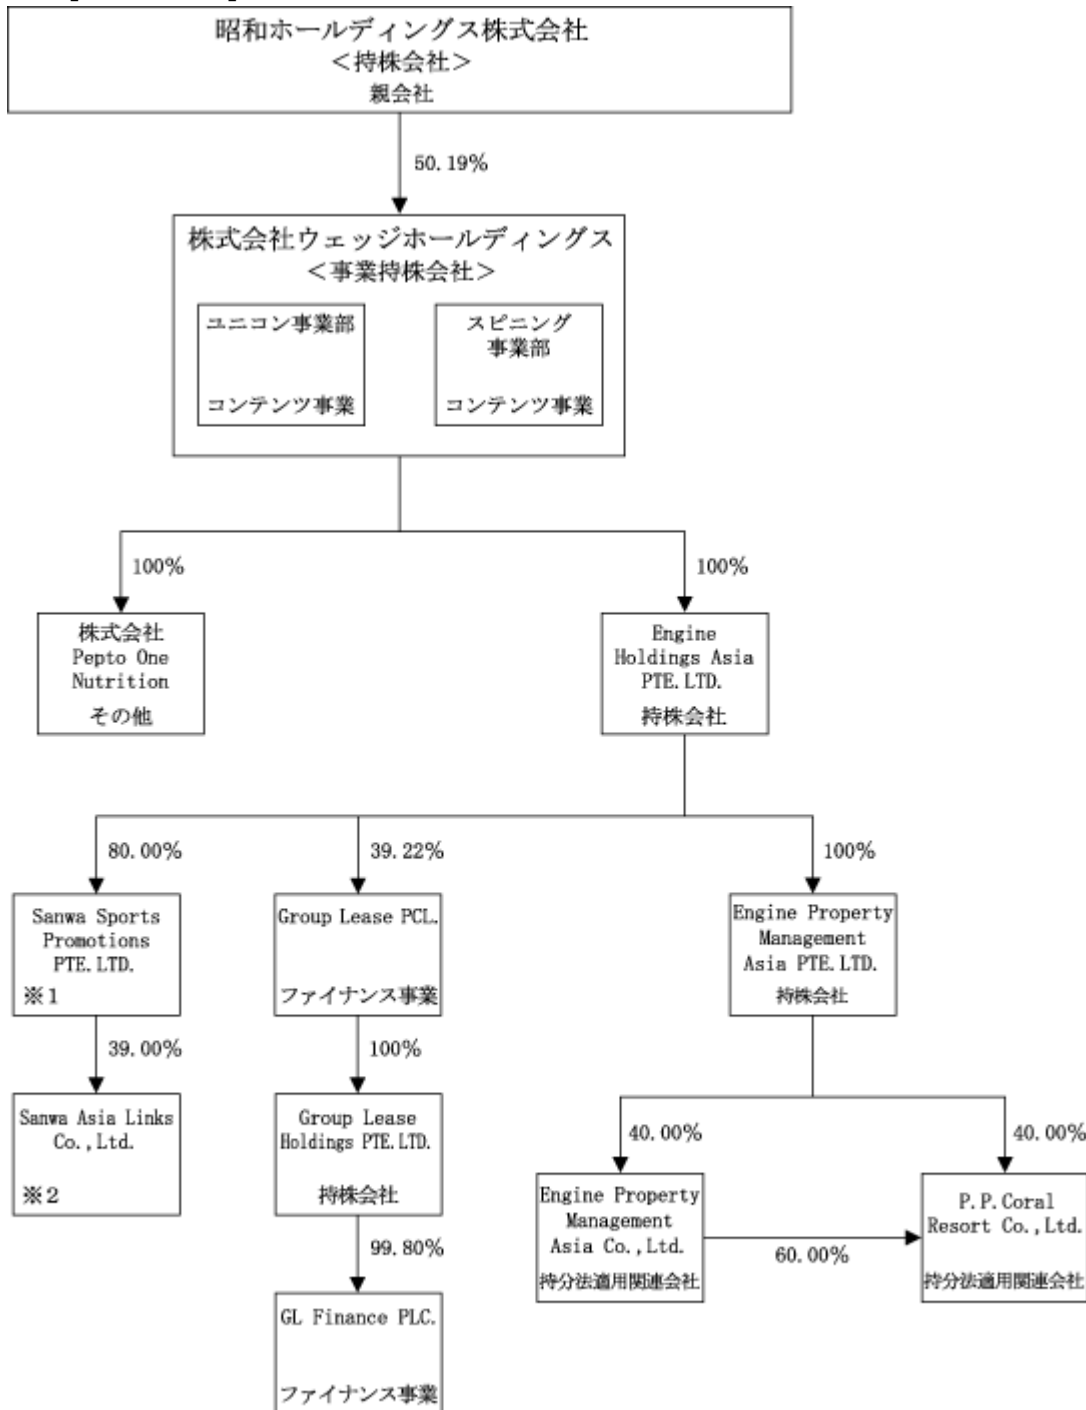 昭和ホールディングス株式会社
＜持株会社＞
親会社
50.19%
株式会社ウェッジホールディングス
＜事業持株会社＞
ユニコン事業部
コンテンツ事業
スピニング
事業部
コンテンツ事業
100%
100%
株式会社
Pepto One
Nutrition
その他
Engine
Holdings Asia
PTE.LTD.
持株会社
80.00%
39.22%
100%
Sanwa Sports
Promotions
PTE.LTD.
※1
Group Lease PCL.
ファイナンス事業
Engine Property
Management
Asia PTE.LTD.
持株会社
39.00%
100%
Sanwa Asia Links
Co.,Ltd.
※2
Group Lease
Holdings PTE.LTD.
持株会社
40.00%
40.00%
Engine Property
Management
Asia Co.,Ltd.
持分法適用関連会社
60.00%
P.P.Coral
Resort Co.,Ltd.
持分法適用関連会社
99.80%
GL Finance PLC.
ファイナンス事業